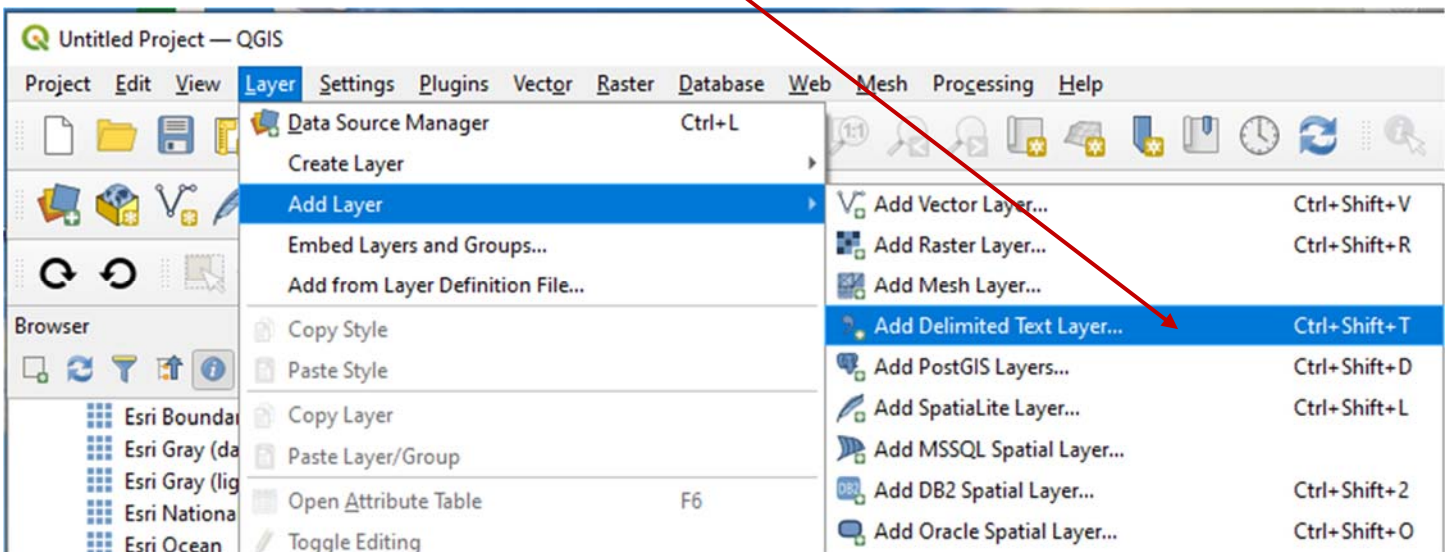 Untitled Project — QGIS
Project Edit View Layer Settings Plugins Vector Raster Database Web Mesh Processing Help
Data Source Manager Ctrl+L
Create Layer
Add Layer
Embed Layers and Groups...
Add from Layer Definition File...
Copy Style
Paste Style
Copy Layer
Paste Layer/Group
Open Attribute Table F6
Toggle Editing
1:1
Add Vector Layer... Ctrl+Shift+V
Add Raster Layer... Ctrl+Shift+R
Add Mesh Layer...
Add Delimited Text Layer... Ctrl+Shift+T
Add PostGIS Layers... Ctrl+Shift+D
Add SpatiaLite Layer... Ctrl+Shift+L
Add MSSQL Spatial Layer...
DB2 Add DB2 Spatial Layer... Ctrl+Shift+2
Add Oracle Spatial Layer... Ctrl+Shift+O
Browser
Esri Boundar
Esri Gray (da
Esri Gray (lig
Esri Nationa
Esri Ocean